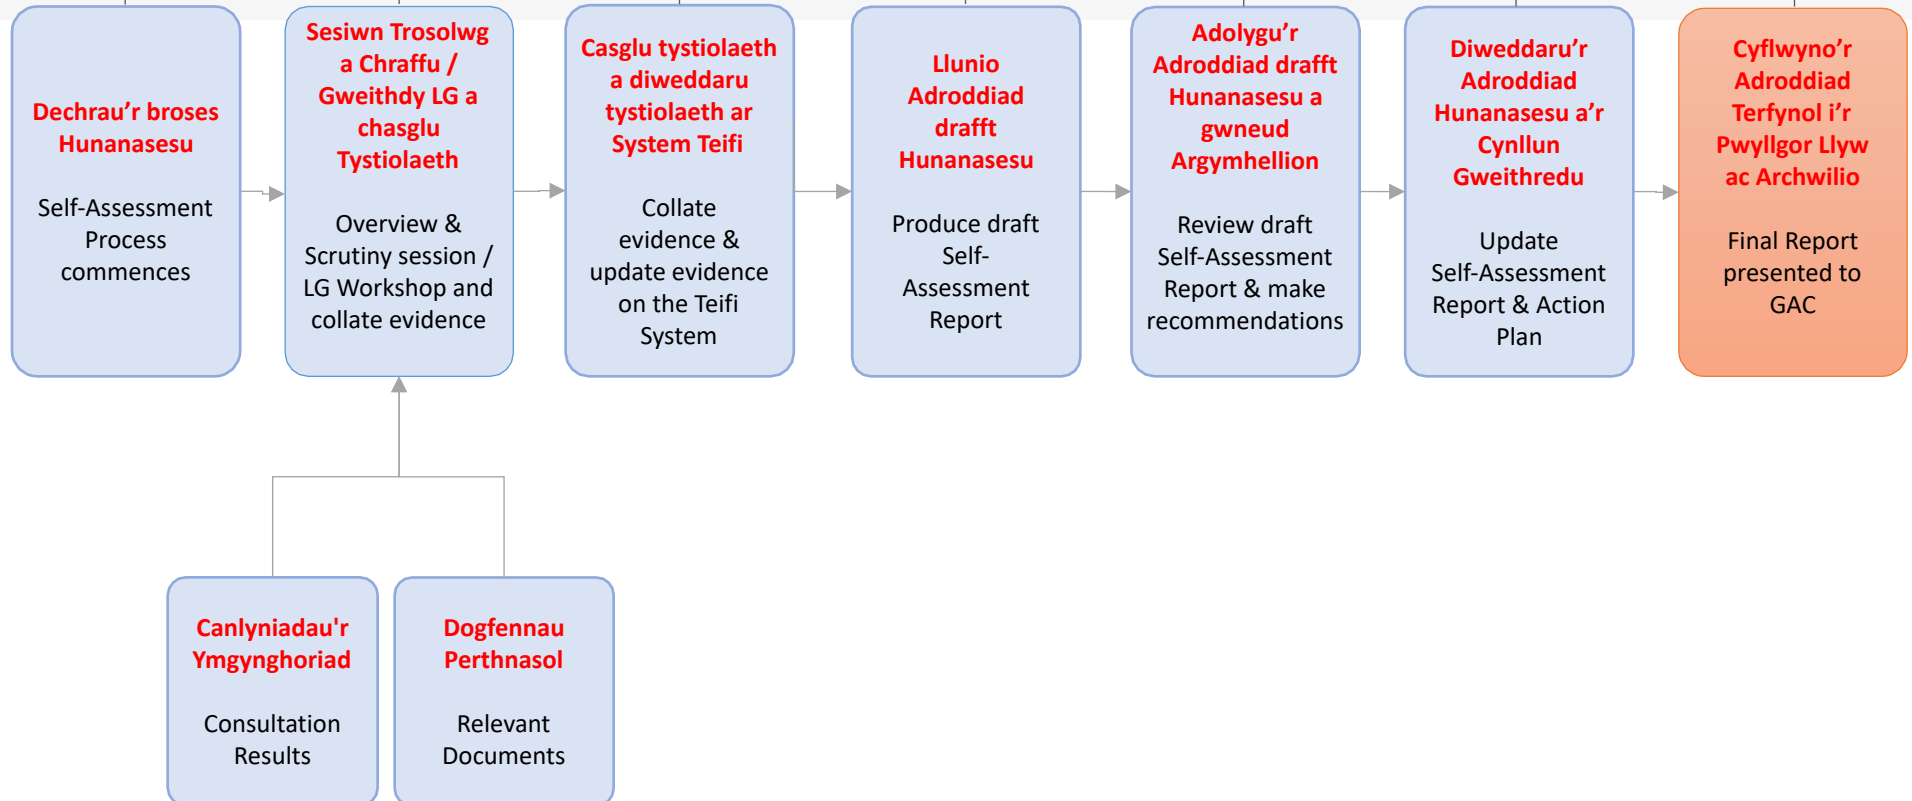 Dechrau’r broses
Hunanasesu
Self-Assessment
Process
commences
Sesiwn Trosolwg
a Chraffu /
Gweithdy LG a
chasglu
Tystiolaeth
Overview &
Scrutiny session /
LG Workshop and
collate evidence
Casglu tystiolaeth
a diweddaru
tystiolaeth ar
System Teifi
Collate
evidence &
update evidence
on the Teifi
System
Llunio
Adroddiad
drafft
Hunanasesu
Produce draft
Self-
Assessment
Report
Adolygu’r
Adroddiad drafft
Hunanasesu a
gwneud
Argymhellion
Review draft
Self-Assessment
Report & make
recommendations
Diweddaru’r
Adroddiad
Hunanasesu a’r
Cynllun
Gweithredu
Update
Self-Assessment
Report & Action
Plan
Cyflwyno’r
Adroddiad
Terfynol i’r
Pwyllgor Llyw
ac Archwilio
Final Report
presented to
GAC
Canlyniadau'r
Ymgynghoriad
Consultation
Results
Dogfennau
Perthnasol
Relevant
Documents